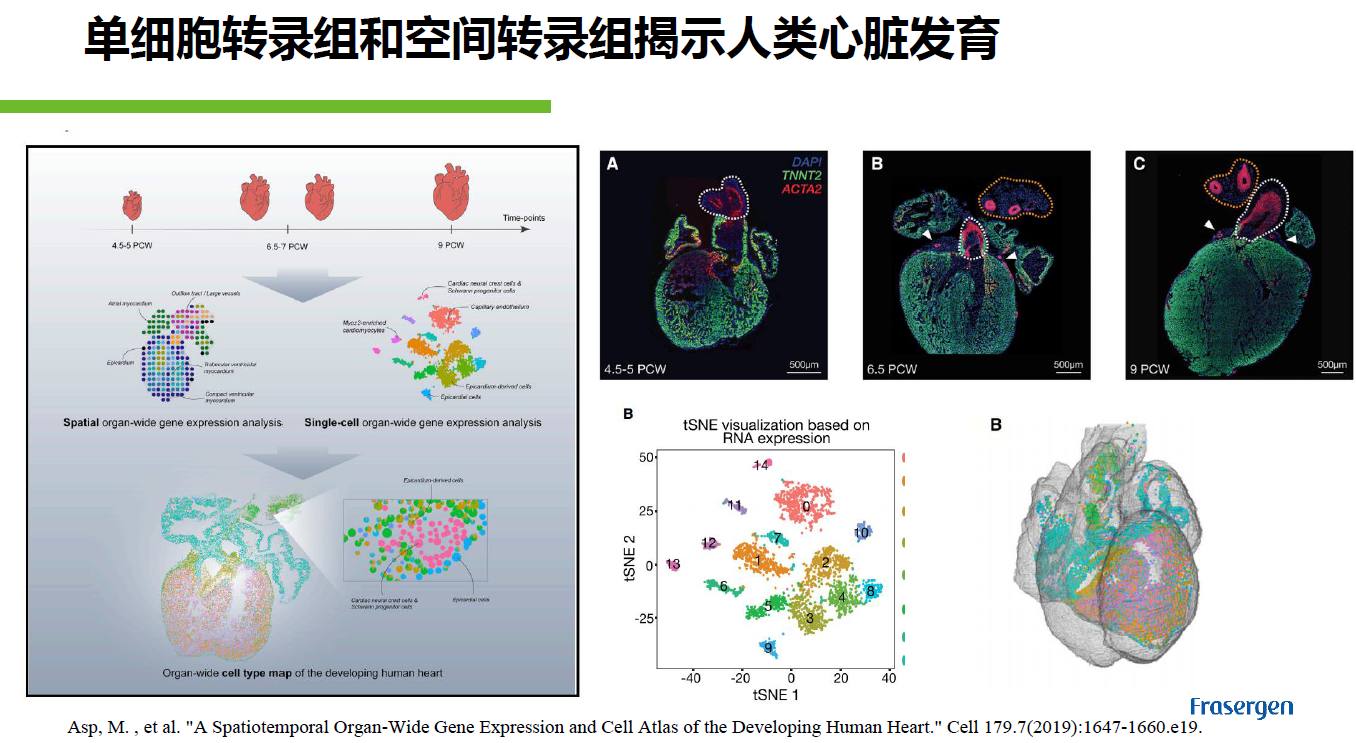 单细胞转录组和空间转录组揭示人类心脏发育
Time-points
4.5-5 PCW
6.5-7 PCW
9 PCW
Outflow tract / Large vessels
Atrial myocardium
Epicardium
Trabecular ventricular
myocardium
Compact ventricular
myocardium
Cardiac neural crest cells &
Schwann progenitor cells
Capillary endothelium
Myoz2-enriched
cardiomyocytes
Epicardium-derived cells
Epicardial cells
Spatial organ-wide gene expression analysis
Single-cell organ-wide gene expression analysis
Epicardium-derived cells
Cardiac neural crest cells &
Schwann progenitor cells
Epicardial cells
Organ-wide cell type map of the developing human heart
A
DAPI
TNNT2
ACTA2
4.5-5 PCW
500μm
B
6.5 PCW
500μm
C
9 PCW
500μm
B
tSNE visualization based on
RNA expression
50
25
0
-25
tSNE 2
14
0
11
10
7
12
1
2
13
6
5
4
8
3
9
-40
-20
0
20
40
tSNE 1
B
Frasergen
Asp, M. , et al. "A Spatiotemporal Organ-Wide Gene Expression and Cell Atlas of the Developing Human Heart." Cell 179.7(2019):1647-1660.e19.